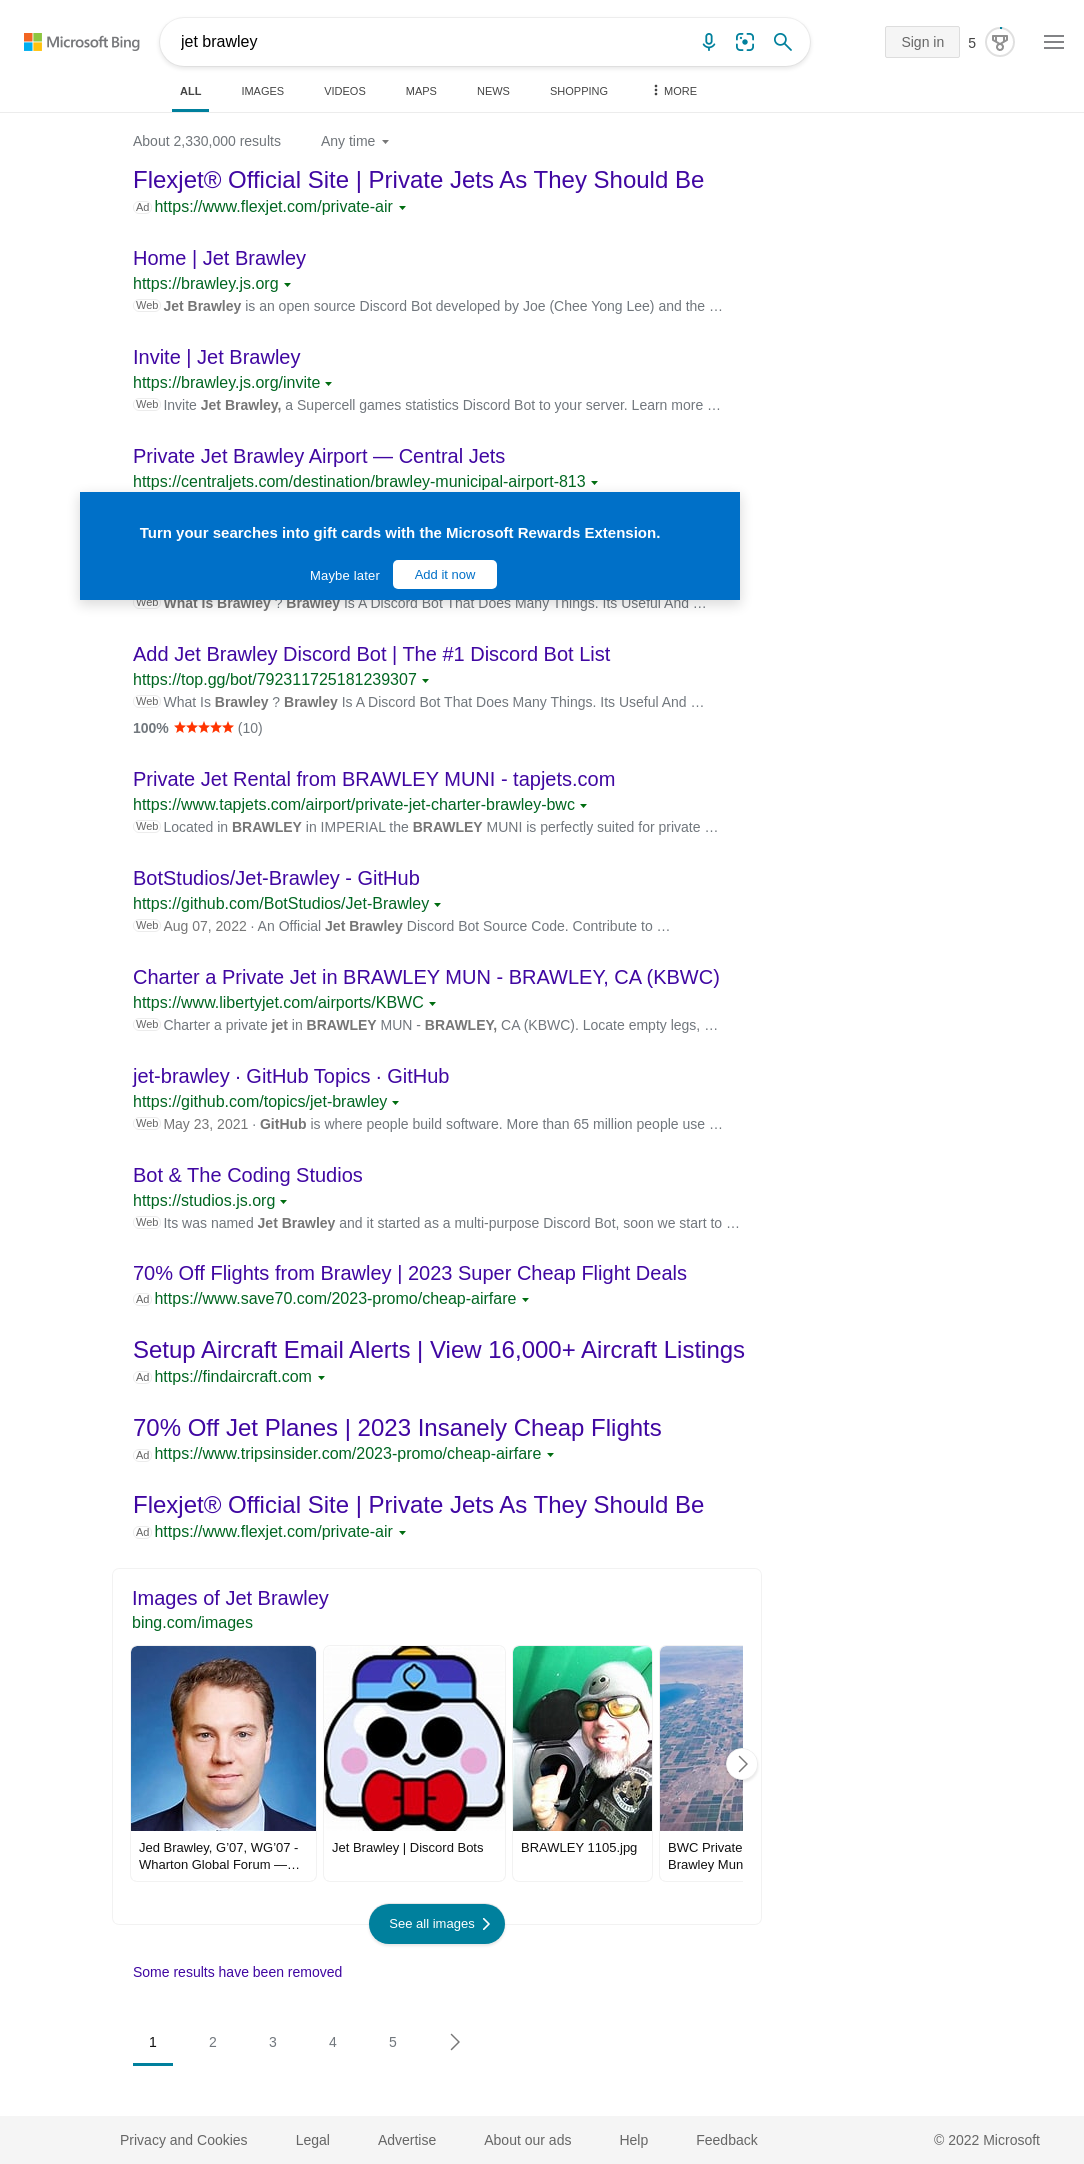 Microsoft Bing
jet brawley
Sign in
5
ALL IMAGES VIDEOS MAPS NEWS SHOPPING MORE
About 2,330,000 results Any time
Flexjet® Official Site | Private Jets As They Should Be
Ad https://www.flexjet.com/private-air
Home | Jet Brawley
https://brawley.js.org
Web Jet Brawley is an open source Discord Bot developed by Joe (Chee Yong Lee) and the …
Invite | Jet Brawley
https://brawley.js.org/invite
Web Invite Jet Brawley, a Supercell games statistics Discord Bot to your server. Learn more …
Private Jet Brawley Airport — Central Jets
https://centraljets.com/destination/brawley-municipal-airport-813
Turn your searches into gift cards with the Microsoft Rewards Extension.
Maybe later Add it now
Web What Is Brawley ? Brawley Is A Discord Bot That Does Many Things. Its Useful And …
Add Jet Brawley Discord Bot | The #1 Discord Bot List
https://top.gg/bot/792311725181239307
Web What Is Brawley ? Brawley Is A Discord Bot That Does Many Things. Its Useful And …
100% (10)
Private Jet Rental from BRAWLEY MUNI - tapjets.com
https://www.tapjets.com/airport/private-jet-charter-brawley-bwc
Web Located in BRAWLEY in IMPERIAL the BRAWLEY MUNI is perfectly suited for private …
BotStudios/Jet-Brawley - GitHub
https://github.com/BotStudios/Jet-Brawley
Web Aug 07, 2022 · An Official Jet Brawley Discord Bot Source Code. Contribute to …
Charter a Private Jet in BRAWLEY MUN - BRAWLEY, CA (KBWC)
https://www.libertyjet.com/airports/KBWC
Web Charter a private jet in BRAWLEY MUN - BRAWLEY, CA (KBWC). Locate empty legs, …
jet-brawley · GitHub Topics · GitHub
https://github.com/topics/jet-brawley
Web May 23, 2021 · GitHub is where people build software. More than 65 million people use …
Bot & The Coding Studios
https://studios.js.org
Web Its was named Jet Brawley and it started as a multi-purpose Discord Bot, soon we start to …
70% Off Flights from Brawley | 2023 Super Cheap Flight Deals
Ad https://www.save70.com/2023-promo/cheap-airfare
Setup Aircraft Email Alerts | View 16,000+ Aircraft Listings
Ad https://findaircraft.com
70% Off Jet Planes | 2023 Insanely Cheap Flights
Ad https://www.tripsinsider.com/2023-promo/cheap-airfare
Flexjet® Official Site | Private Jets As They Should Be
Ad https://www.flexjet.com/private-air
Images of Jet Brawley
bing.com/images
Jed Brawley, G'07, WG'07 -
Wharton Global Forum —…
Jet Brawley | Discord Bots
BRAWLEY 1105.jpg
BWC Private
Brawley Mun
See all images
Some results have been removed
1 2 3 4 5
Privacy and Cookies Legal Advertise About our ads Help Feedback © 2022 Microsoft